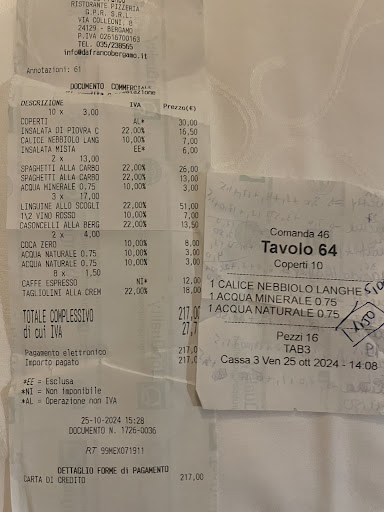 RISTORANTE PIZZERIA
G.P.R. S.R.L.
VIA COLLEONI, 8
24129 - BERGAMO
P.IVA 02616700163
TEL. 035/238565
info@dafrancobergamo.it
Annotazioni: 61
DOCUMENTO COMMERCIALE
DESCRIZIONE IVA Prezzo(€)
10 x 3,00
COPERTI AL* 30,00
INSALATA DI PIOVRA C 22,00% 16,50
CALICE NEBBIOLO LANG 10,00% 7,00
INSALATA MISTA EE* 6,00
2 x 13,00
SPAGHETTI ALLA CARBO 22,00% 26,00
SPAGHETTI ALLA CARBO 22,00% 13,00
ACQUA MINERALE 0.75 10,00% 3,00
3 x 17,00
LINGUINE ALLO SCOGLI 22,00% 51,00
1\2 VINO ROSSO 10,00% 7,00
CASONCELLI ALLA BERG 22,00% 13,50
2 x 4,00
COCA ZERO 10,00% 8,00
ACQUA NATURALE 0.75 10,00% 3,00
ACQUA NATURALE 0.75 10,00% 3,00
8 x 1,50
CAFFE ESPRESSO NI* 12,00
TAGLIOLINI ALLA CREM 22,00% 18,00
TOTALE COMPLESSIVO 217,00
di cui IVA 27,7
Pagamento elettronico 217,0
Importo pagato 217,0
*EE = Esclusa
*NI = Non imponibile
*AL = Operazione non IVA
25-10-2024 15:28
DOCUMENTO N. 1726-0036
RT 99MEX071911
DETTAGLIO FORME di PAGAMENTO
CARTA DI CREDITO 217,00
Comanda 46
Tavolo 64
Coperti 10
1 CALICE NEBBIOLO LANGHE
1 ACQUA MINERALE 0.75
1 ACQUA NATURALE 0.75
Pezzi 16
TAB3
Cassa 3 Ven 25 ott 2024 - 14:08